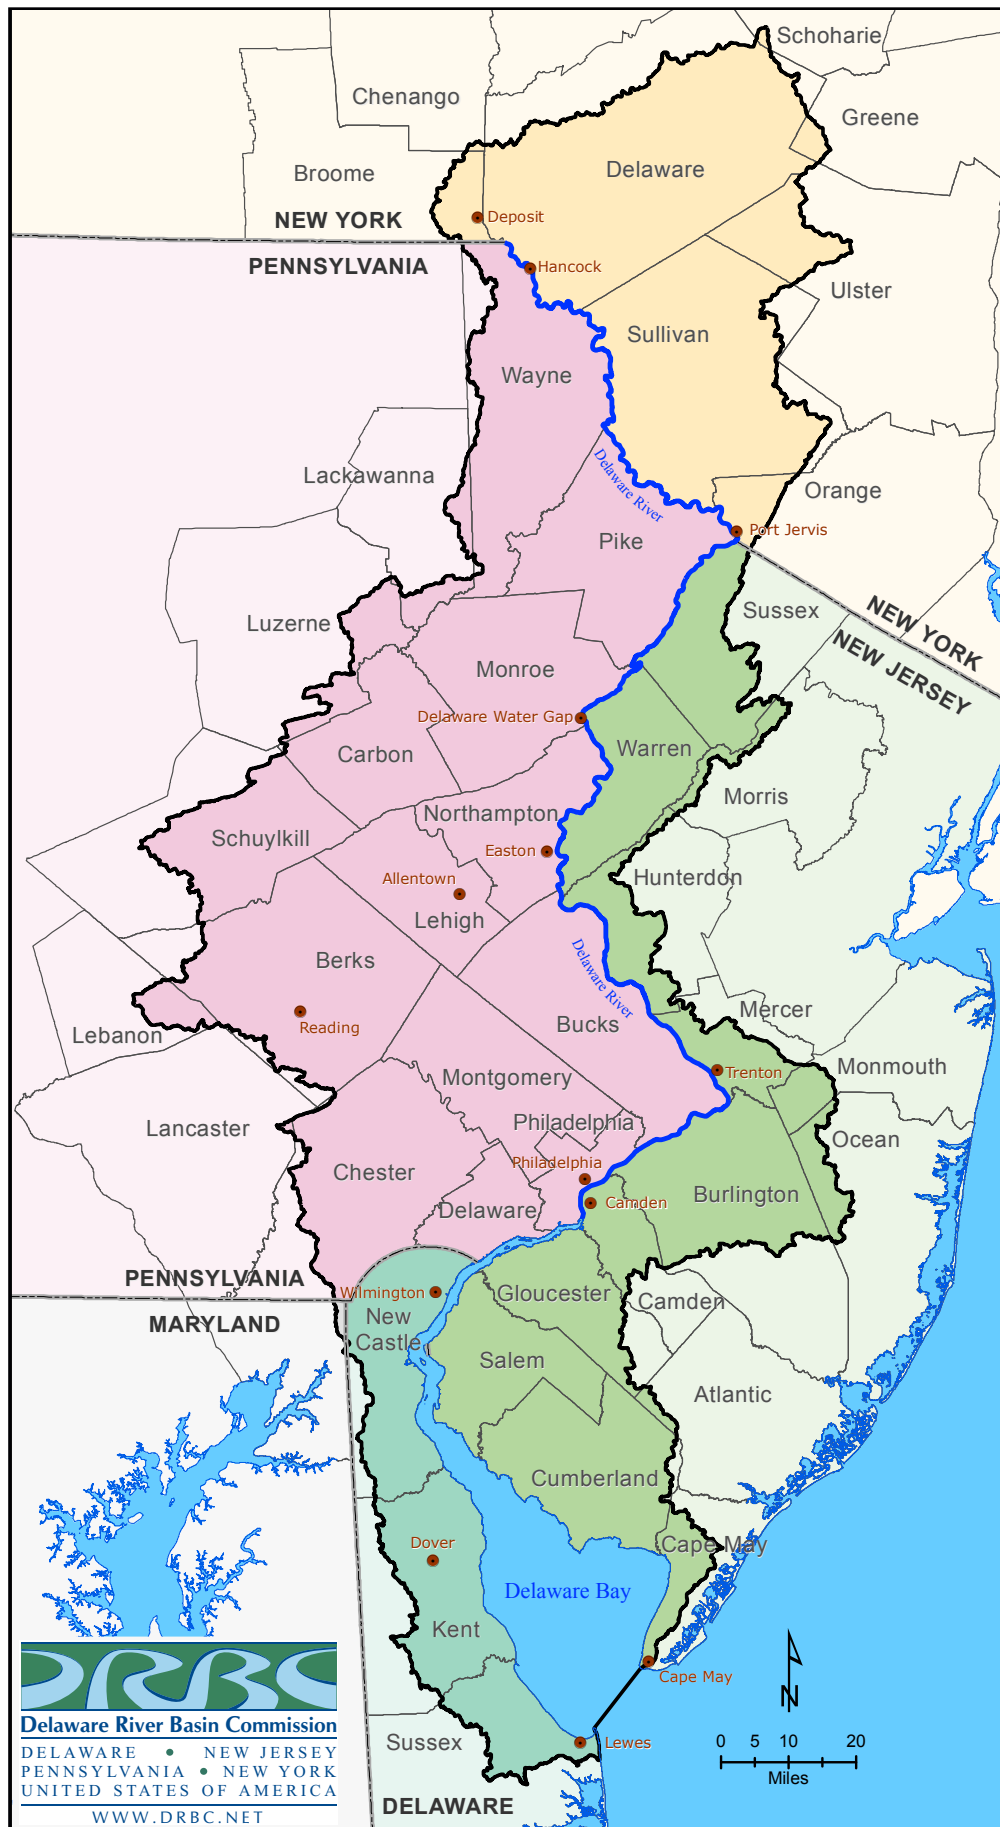 Schoharie
Chenango
Greene
Broome
Delaware
NEW YORK
Deposit
PENNSYLVANIA
Hancock
Ulster
Sullivan
Wayne
Lackawanna
Delaware River
Orange
Port Jervis
Pike
Sussex
NEW YORK
NEW JERSEY
Luzerne
Monroe
Delaware Water Gap
Warren
Carbon
Morris
Northampton
Schuylkill
Easton
Hunterdon
Allentown
Lehigh
Berks
Delaware River
Reading
Bucks
Mercer
Lebanon
Monmouth
Trenton
Montgomery
Lancaster
Philadelphia
Ocean
Philadelphia
Chester
Burlington
Camden
Delaware
PENNSYLVANIA
Wilmington
Gloucester
Camden
MARYLAND
New
Castle
Salem
Atlantic
Cumberland
Dover
Cape May
Delaware Bay
Kent
Cape May
N
Lewes
Sussex
0 5 10 20
Miles
DELAWARE
DRBC
Delaware River Basin Commission
DELAWARE • NEW JERSEY
PENNSYLVANIA • NEW YORK
UNITED STATES OF AMERICA
WWW.DRBC.NET